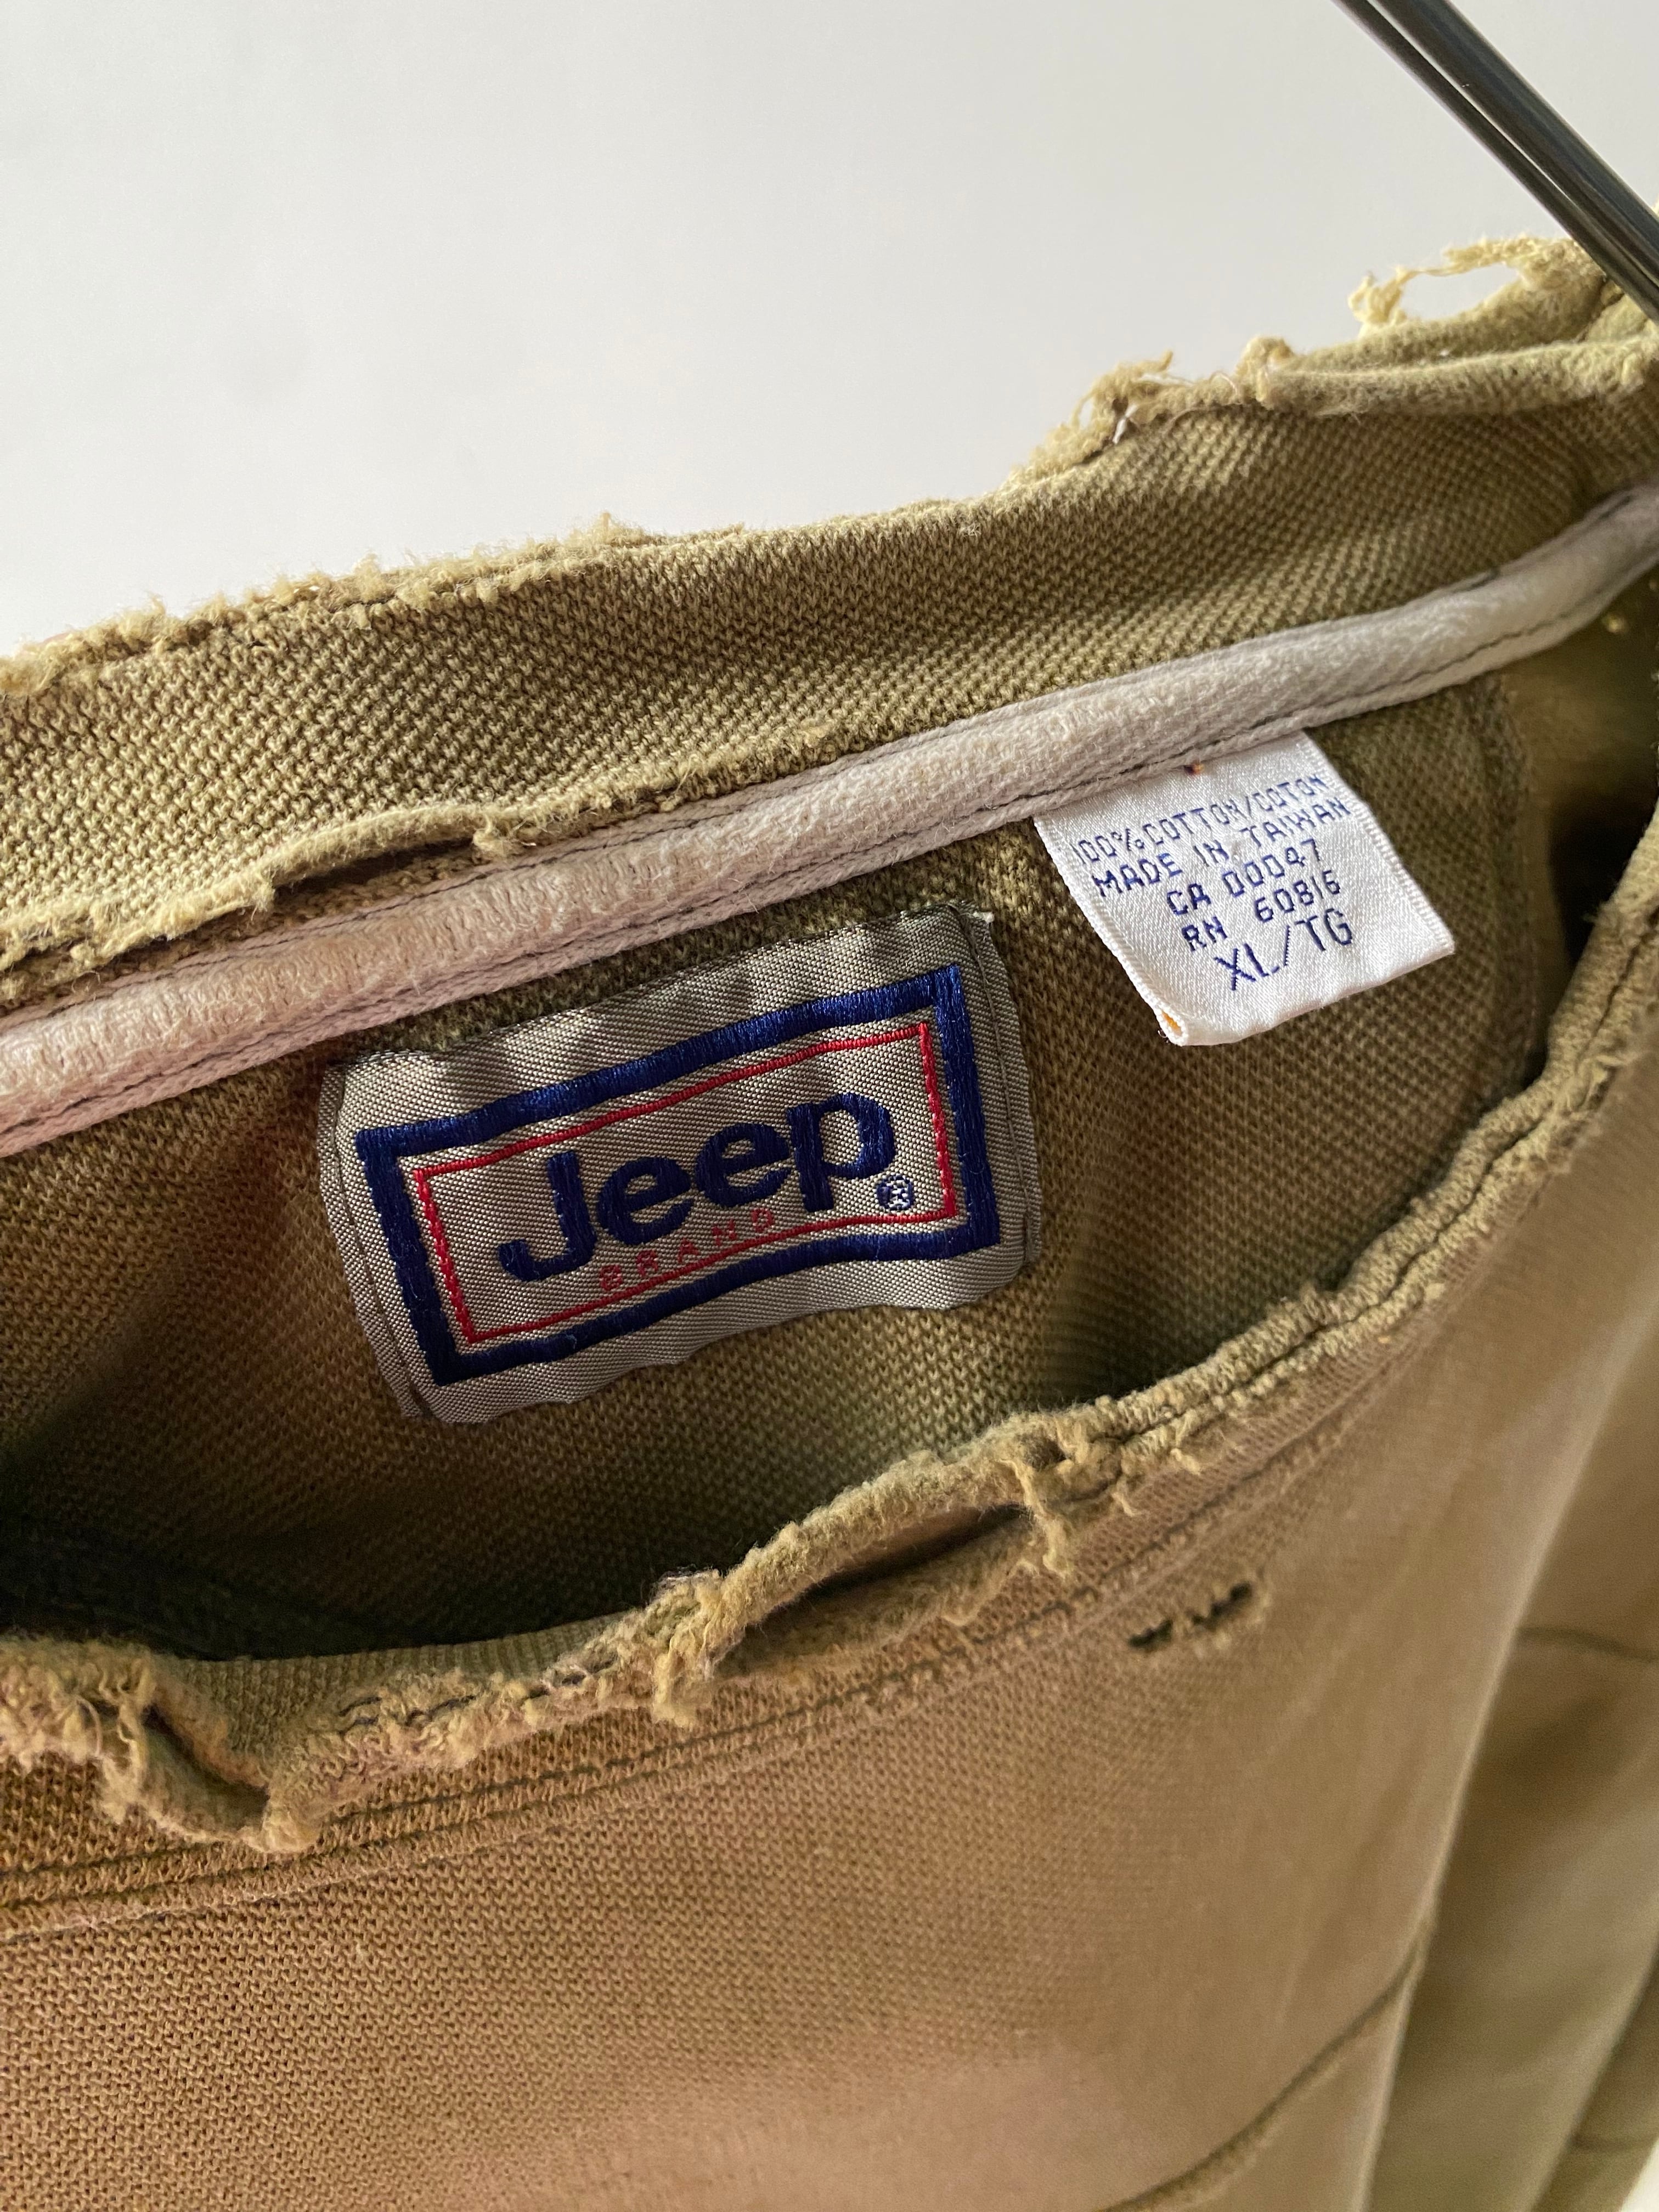 Jeep®
BRAND
100% COTTON/COTON
MADE IN TAIWAN
CA 00047
RN 60816
XL/TG